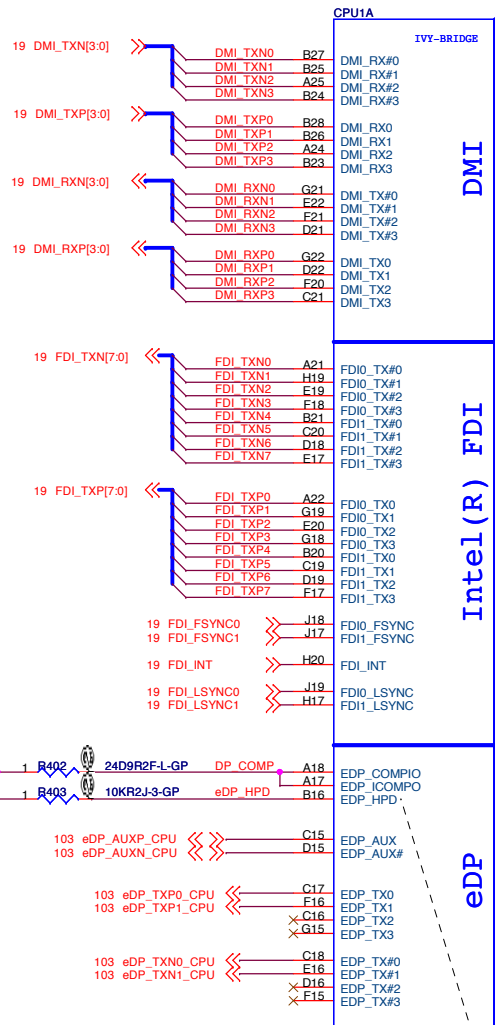 CPU1A
IVY-BRIDGE
19 DMI_TXN[3:0]
DMI_TXN0 B27 DMI_RX#0
DMI_TXN1 B25 DMI_RX#1
DMI_TXN2 A25 DMI_RX#2
DMI_TXN3 B24 DMI_RX#3
19 DMI_TXP[3:0]
DMI_TXP0 B28 DMI_RX0
DMI_TXP1 B26 DMI_RX1
DMI_TXP2 A24 DMI_RX2
DMI_TXP3 B23 DMI_RX3
DMI
19 DMI_RXN[3:0]
DMI_RXN0 G21 DMI_TX#0
DMI_RXN1 E22 DMI_TX#1
DMI_RXN2 F21 DMI_TX#2
DMI_RXN3 D21 DMI_TX#3
19 DMI_RXP[3:0]
DMI_RXP0 G22 DMI_TX0
DMI_RXP1 D22 DMI_TX1
DMI_RXP2 F20 DMI_TX2
DMI_RXP3 C21 DMI_TX3
19 FDI_TXN[7:0]
FDI_TXN0 A21 FDI0_TX#0
FDI_TXN1 H19 FDI0_TX#1
FDI_TXN2 E19 FDI0_TX#2
FDI_TXN3 F18 FDI0_TX#3
FDI_TXN4 B21 FDI1_TX#0
FDI_TXN5 C20 FDI1_TX#1
FDI_TXN6 D18 FDI1_TX#2
FDI_TXN7 E17 FDI1_TX#3
Intel(R) FDI
19 FDI_TXP[7:0]
FDI_TXP0 A22 FDI0_TX0
FDI_TXP1 G19 FDI0_TX1
FDI_TXP2 E20 FDI0_TX2
FDI_TXP3 G18 FDI0_TX3
FDI_TXP4 B20 FDI1_TX0
FDI_TXP5 C19 FDI1_TX1
FDI_TXP6 D19 FDI1_TX2
FDI_TXP7 F17 FDI1_TX3
19 FDI_FSYNC0 J18 FDI0_FSYNC
19 FDI_FSYNC1 J17 FDI1_FSYNC
19 FDI_INT H20 FDI_INT
19 FDI_LSYNC0 J19 FDI0_LSYNC
19 FDI_LSYNC1 H17 FDI1_LSYNC
1 R402 24D9R2F-L-GP DP_COMP A18 EDP_COMPIO
A17 EDP_ICOMPO
1 R403 10KR2J-3-GP eDP_HPD B16 EDP_HPD
103 eDP_AUXP_CPU C15 EDP_AUX
103 eDP_AUXN_CPU D15 EDP_AUX#
eDP
103 eDP_TXP0_CPU C17 EDP_TX0
103 eDP_TXP1_CPU F16 EDP_TX1
C16 EDP_TX2
G15 EDP_TX3
103 eDP_TXN0_CPU C18 EDP_TX#0
103 eDP_TXN1_CPU E16 EDP_TX#1
D16 EDP_TX#2
F15 EDP_TX#3